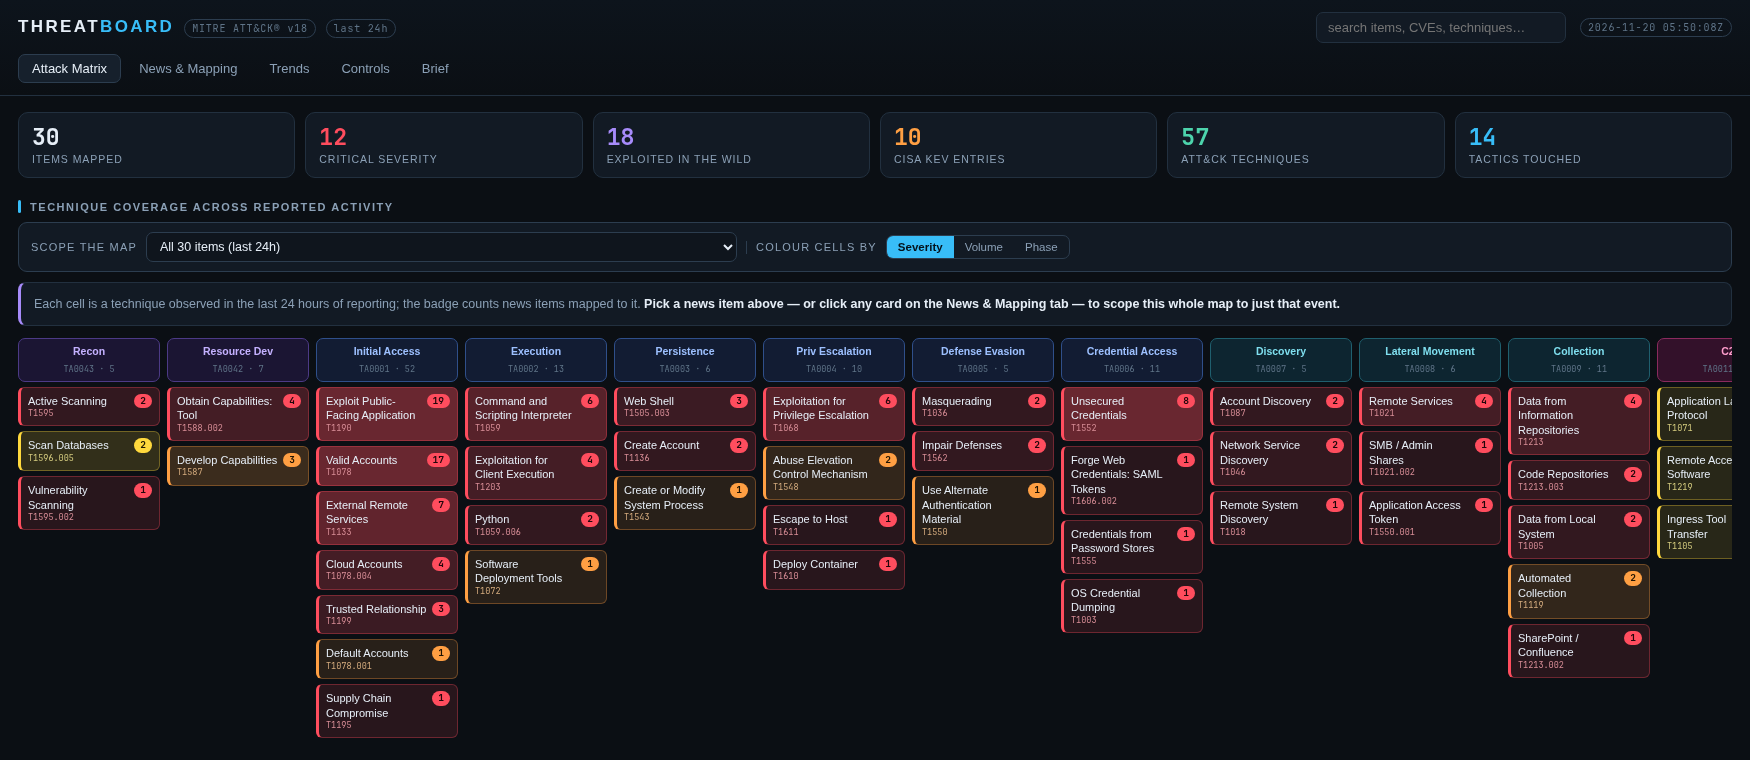 THREATBOARD
MITRE ATT&CK® v18
last 24h
search items, CVEs, techniques…
2026-11-20 05:50:08Z
Attack Matrix
News & Mapping
Trends
Controls
Brief
30
ITEMS MAPPED
12
CRITICAL SEVERITY
18
EXPLOITED IN THE WILD
10
CISA KEV ENTRIES
57
ATT&CK TECHNIQUES
14
TACTICS TOUCHED
TECHNIQUE COVERAGE ACROSS REPORTED ACTIVITY
SCOPE THE MAP
All 30 items (last 24h)
COLOUR CELLS BY
Severity
Volume
Phase
Each cell is a technique observed in the last 24 hours of reporting; the badge counts news items mapped to it. Pick a news item above — or click any card on the News & Mapping tab — to scope this whole map to just that event.
Recon
TA0043 · 5
Active Scanning
2
T1595
Scan Databases
2
T1596.005
Vulnerability
Scanning
1
T1595.002
Resource Dev
TA0042 · 7
Obtain Capabilities:
Tool
4
T1588.002
Develop Capabilities
3
T1587
Initial Access
TA0001 · 52
Exploit Public-
Facing Application
19
T1190
Valid Accounts
17
T1078
External Remote
Services
7
T1133
Cloud Accounts
4
T1078.004
Trusted Relationship
3
T1199
Default Accounts
1
T1078.001
Supply Chain
Compromise
1
T1195
Execution
TA0002 · 13
Command and
Scripting Interpreter
6
T1059
Exploitation for
Client Execution
4
T1203
Python
2
T1059.006
Software
Deployment Tools
1
T1072
Persistence
TA0003 · 6
Web Shell
3
T1505.003
Create Account
2
T1136
Create or Modify
System Process
1
T1543
Priv Escalation
TA0004 · 10
Exploitation for
Privilege Escalation
6
T1068
Abuse Elevation
Control Mechanism
2
T1548
Escape to Host
1
T1611
Deploy Container
1
T1610
Defense Evasion
TA0005 · 5
Masquerading
2
T1036
Impair Defenses
2
T1562
Use Alternate
Authentication
Material
1
T1550
Credential Access
TA0006 · 11
Unsecured
Credentials
8
T1552
Forge Web
Credentials: SAML
Tokens
1
T1606.002
Credentials from
Password Stores
1
T1555
OS Credential
Dumping
1
T1003
Discovery
TA0007 · 5
Account Discovery
2
T1087
Network Service
Discovery
2
T1046
Remote System
Discovery
1
T1018
Lateral Movement
TA0008 · 6
Remote Services
4
T1021
SMB / Admin
Shares
1
T1021.002
Application Access
Token
1
T1550.001
Collection
TA0009 · 11
Data from
Information
Repositories
4
T1213
Code Repositories
2
T1213.003
Data from Local
System
2
T1005
Automated
Collection
2
T1119
SharePoint /
Confluence
1
T1213.002
C2
TA0011
Application La
Protocol
T1071
Remote Acce
Software
T1219
Ingress Tool
Transfer
T1105